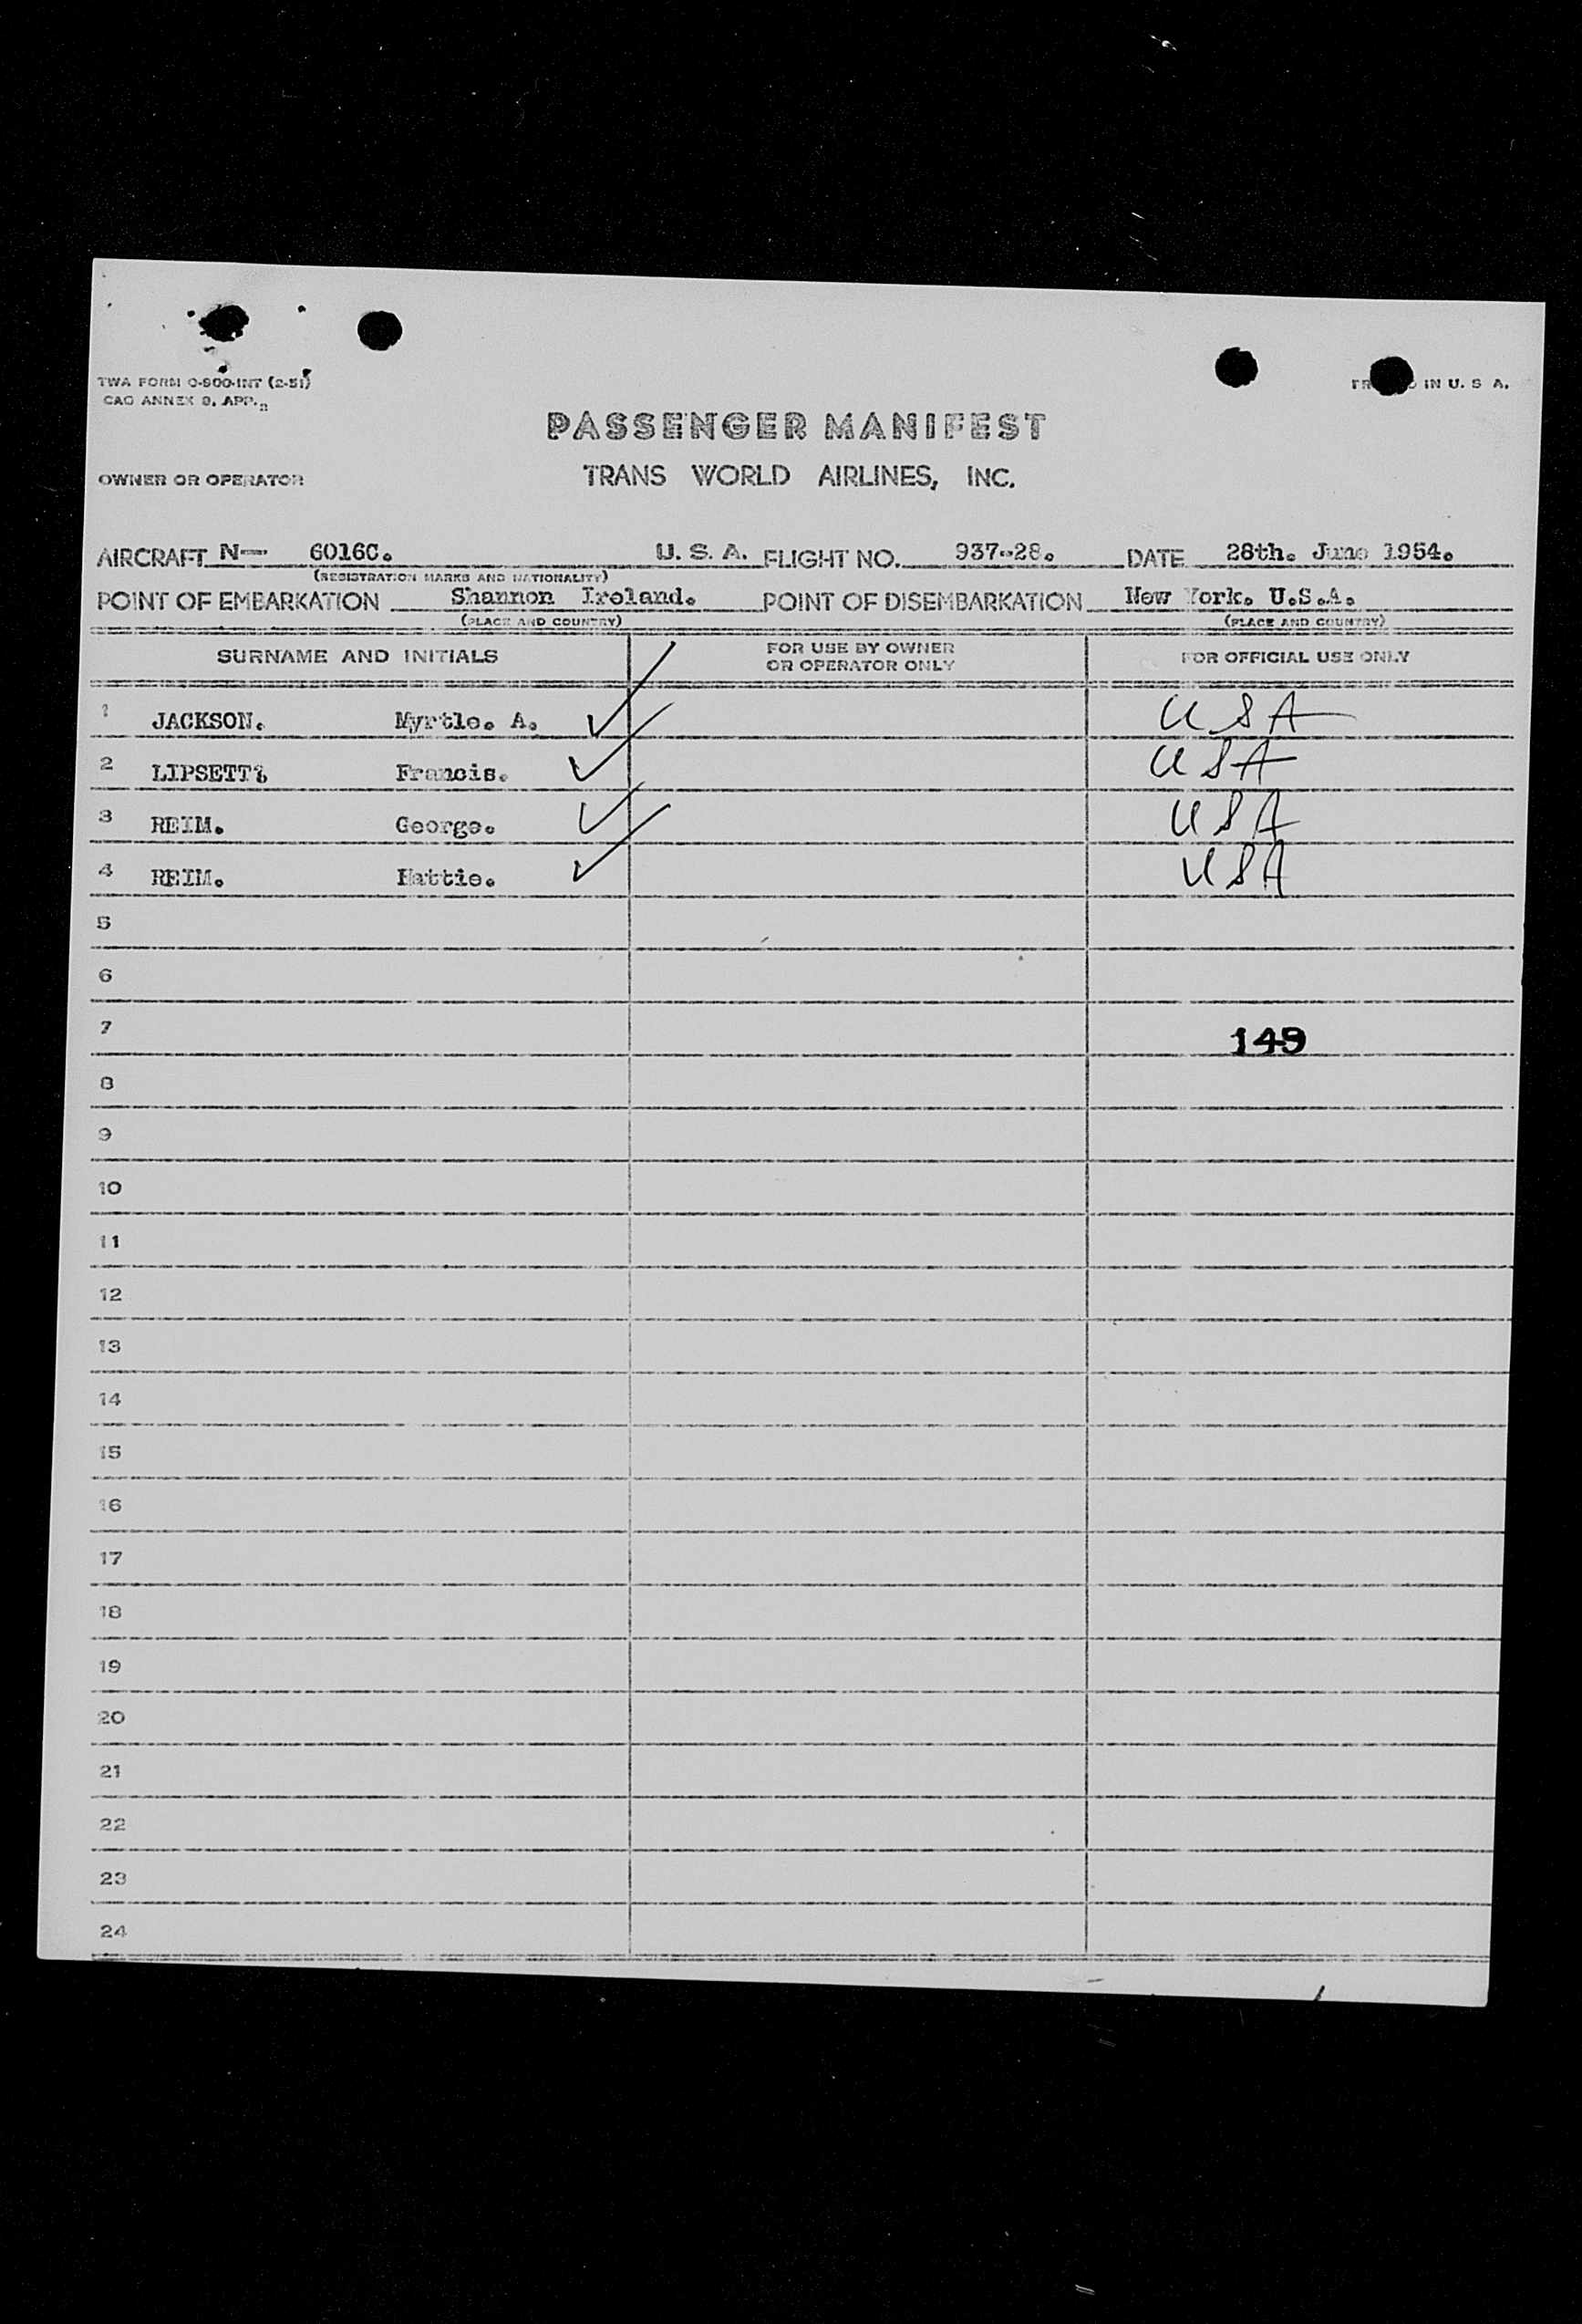 TWA FORM O-900-INT (2-51)
CAO ANNEX 9, APP.
IN U. S A.
PASSENGER MANIFEST
OWNER OR OPERATOR TRANS WORLD AIRLINES, INC.
AIRCRAFT N— 6016C. U. S. A. FLIGHT NO. 937-28. DATE 28th. June 1954.
(REGISTRATION MARKS AND NATIONALITY)
POINT OF EMBARKATION Shannon Ireland. POINT OF DISEMBARKATION New York. U.S.A.
(PLACE AND COUNTRY) (PLACE AND COUNTRY)
SURNAME AND INITIALS FOR USE BY OWNER OR OPERATOR ONLY FOR OFFICIAL USE ONLY
1 JACKSON. Myrtle. A. ✓ USA
2 LIPSETT. Francis. ✓ USA
3 REIM. George. ✓ USA
4 REIM. Hattie. ✓ USA
5
6
7 149
8
9
10
11
12
13
14
15
16
17
18
19
20
21
22
23
24